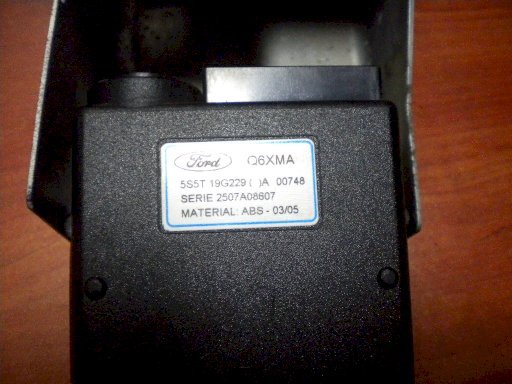 Ford Q6XMA
5S5T 19G229 ( )A 00748
SERIE 2507A08607
MATERIAL: ABS - 03/05